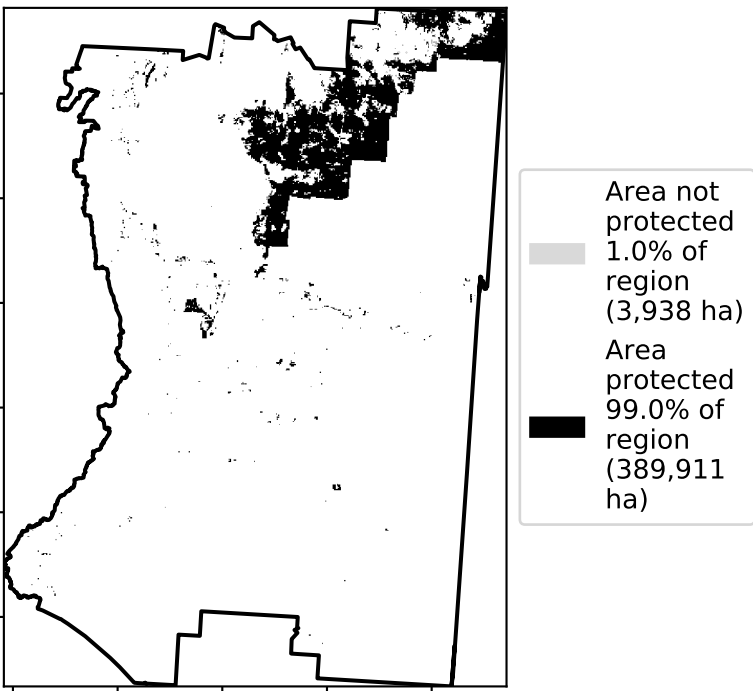 Area not
protected
1.0% of
region
(3,938 ha)
Area
protected
99.0% of
region
(389,911
ha)